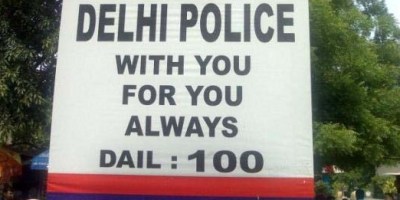 DELHI POLICE
WITH YOU
FOR YOU
ALWAYS
DAIL : 100